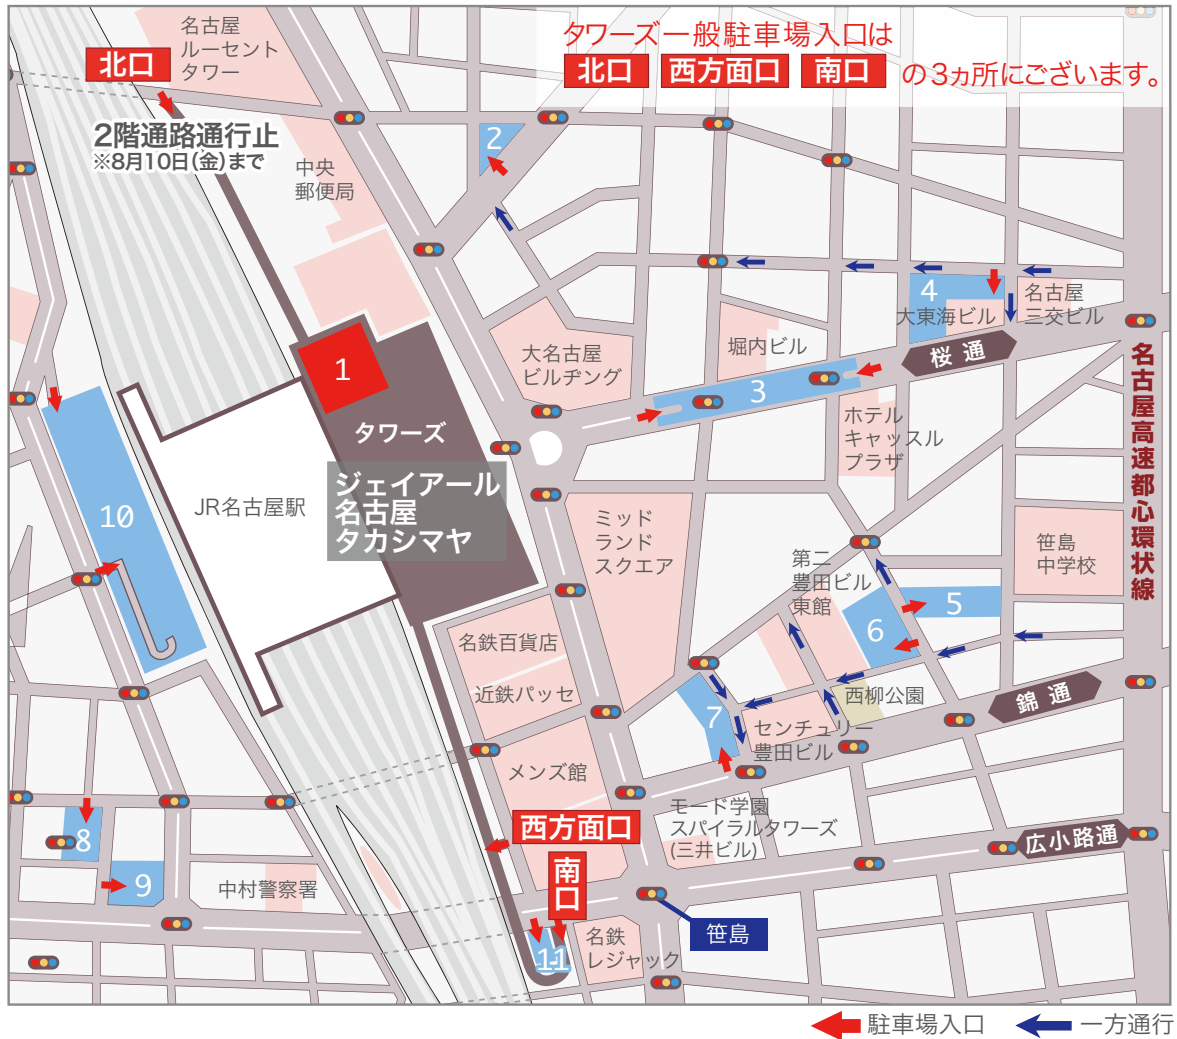 タワーズ一般駐車場入口は
北口 西方面口 南口 の3ヵ所にございます。
名古屋
ルーセント
タワー
北口
2階通路通行止
※8月10日(金)まで
中央
郵便局
2
4
大東海ビル
名古屋
三交ビル
桜通
名古屋高速都心環状線
大名古屋
ビルヂング
堀内ビル
3
ホテル
キャッスル
プラザ
1
タワーズ
ジェイアール
名古屋
タカシマヤ
JR名古屋駅
10
ミッド
ランド
スクエア
第二
豊田ビル
東館
笹島
中学校
5
6
名鉄百貨店
近鉄パッセ
西柳公園
錦通
7
センチュリー
豊田ビル
メンズ館
モード学園
スパイラルタワーズ
(三井ビル)
西方面口
広小路通
8
9
中村警察署
南口
笹島
名鉄
レジャック
11
駐車場入口
一方通行